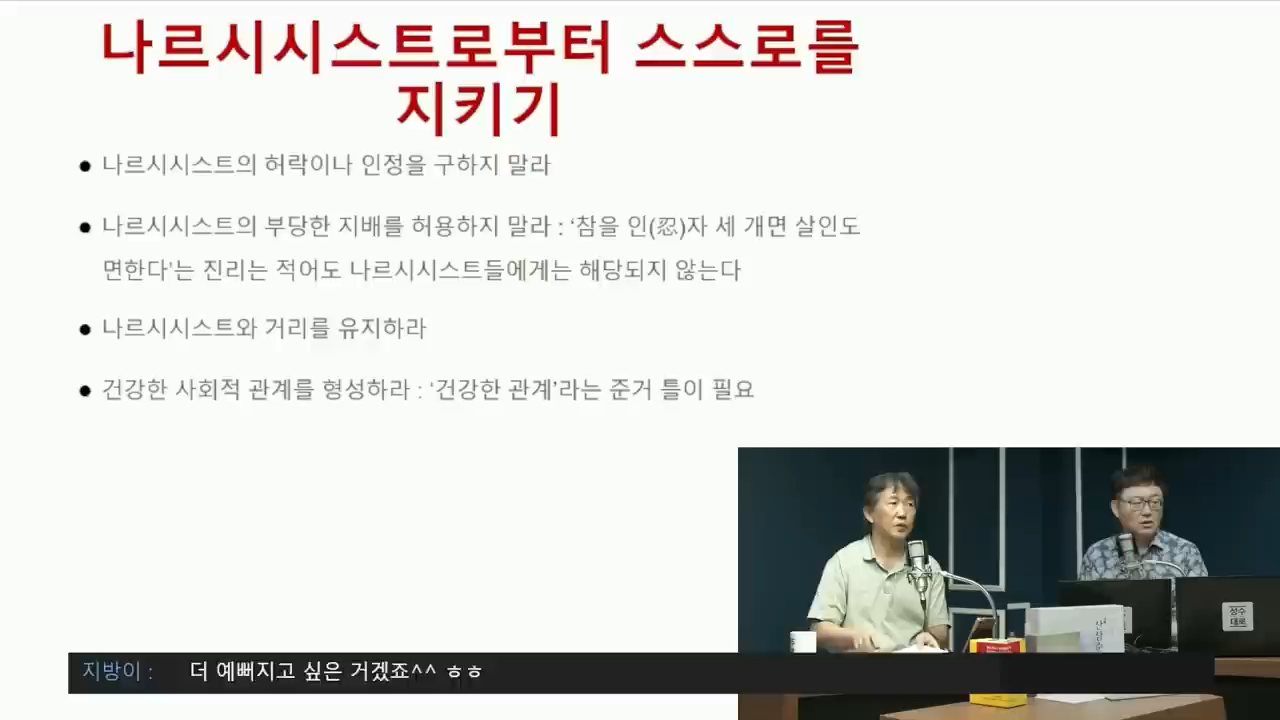 나르시시스트로부터 스스로를
지키기
● 나르시시스트의 허락이나 인정을 구하지 말라
● 나르시시스트의 부당한 지배를 허용하지 말라 : ‘참을 인(忍)자 세 개면 살인도
면한다’는 진리는 적어도 나르시시스트들에게는 해당되지 않는다
● 나르시시스트와 거리를 유지하라
● 건강한 사회적 관계를 형성하라 : ‘건강한 관계’라는 준거 틀이 필요
정수
대로
지방이 : 더 예뻐지고 싶은 거겠죠^^ ㅎㅎ